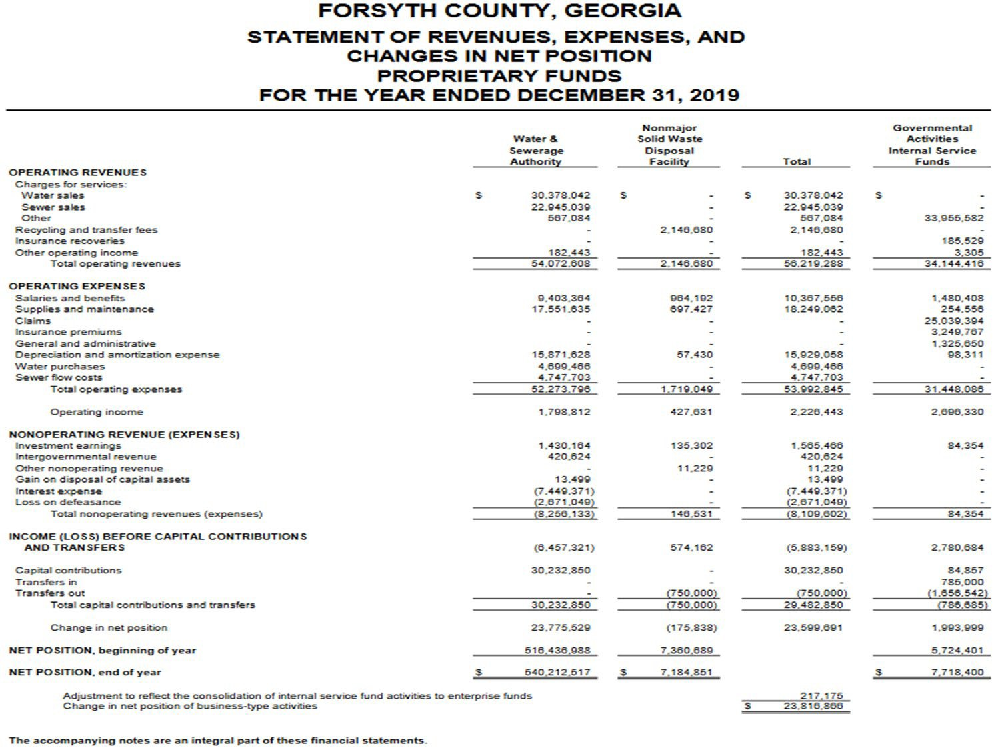 FORSYTH COUNTY, GEORGIA
STATEMENT OF REVENUES, EXPENSES, AND
CHANGES IN NET POSITION
PROPRIETARY FUNDS
FOR THE YEAR ENDED DECEMBER 31, 2019
Nonmajor Governmental
Water & Solid Waste Activities
Sewerage Disposal Internal Service
Authority Facility Total Funds
OPERATING REVENUES
Charges for services:
Water sales $ 30,378,042 $ - $ 30,378,042 $ -
Sewer sales 22,945,039 - 22,945,039 -
Other 567,084 - 567,084 33,955,582
Recycling and transfer fees - 2,146,680 2,146,680 -
Insurance recoveries - - - 185,529
Other operating income 182,443 - 182,443 3,305
Total operating revenues 54,072,608 2,146,680 56,219,288 34,144,416
OPERATING EXPENSES
Salaries and benefits 9,403,364 964,192 10,367,556 1,480,408
Supplies and maintenance 17,551,635 697,427 18,249,062 254,556
Claims - - - 25,039,394
Insurance premiums - - - 3,249,767
General and administrative - - - 1,325,650
Depreciation and amortization expense 15,871,628 57,430 15,929,058 98,311
Water purchases 4,699,466 - 4,699,466 -
Sewer flow costs 4,747,703 - 4,747,703 -
Total operating expenses 52,273,796 1,719,049 53,992,845 31,448,086
Operating income 1,798,812 427,631 2,226,443 2,696,330
NONOPERATING REVENUE (EXPENSES)
Investment earnings 1,430,164 135,302 1,565,466 84,354
Intergovernmental revenue 420,624 - 420,624 -
Other nonoperating revenue - 11,229 11,229 -
Gain on disposal of capital assets 13,499 - 13,499 -
Interest expense (7,449,371) - (7,449,371) -
Loss on defeasance (2,671,049) - (2,671,049) -
Total nonoperating revenues (expenses) (8,256,133) 146,531 (8,109,602) 84,354
INCOME (LOSS) BEFORE CAPITAL CONTRIBUTIONS
AND TRANSFERS (6,457,321) 574,162 (5,883,159) 2,780,684
Capital contributions 30,232,850 - 30,232,850 84,857
Transfers in - - - 785,000
Transfers out - (750,000) (750,000) (1,656,542)
Total capital contributions and transfers 30,232,850 (750,000) 29,482,850 (786,685)
Change in net position 23,775,529 (175,838) 23,599,691 1,993,999
NET POSITION, beginning of year 516,436,988 7,360,689 5,724,401
NET POSITION, end of year $ 540,212,517 $ 7,184,851 $ 7,718,400
Adjustment to reflect the consolidation of internal service fund activities to enterprise funds 217,175
Change in net position of business-type activities $ 23,816,866
The accompanying notes are an integral part of these financial statements.